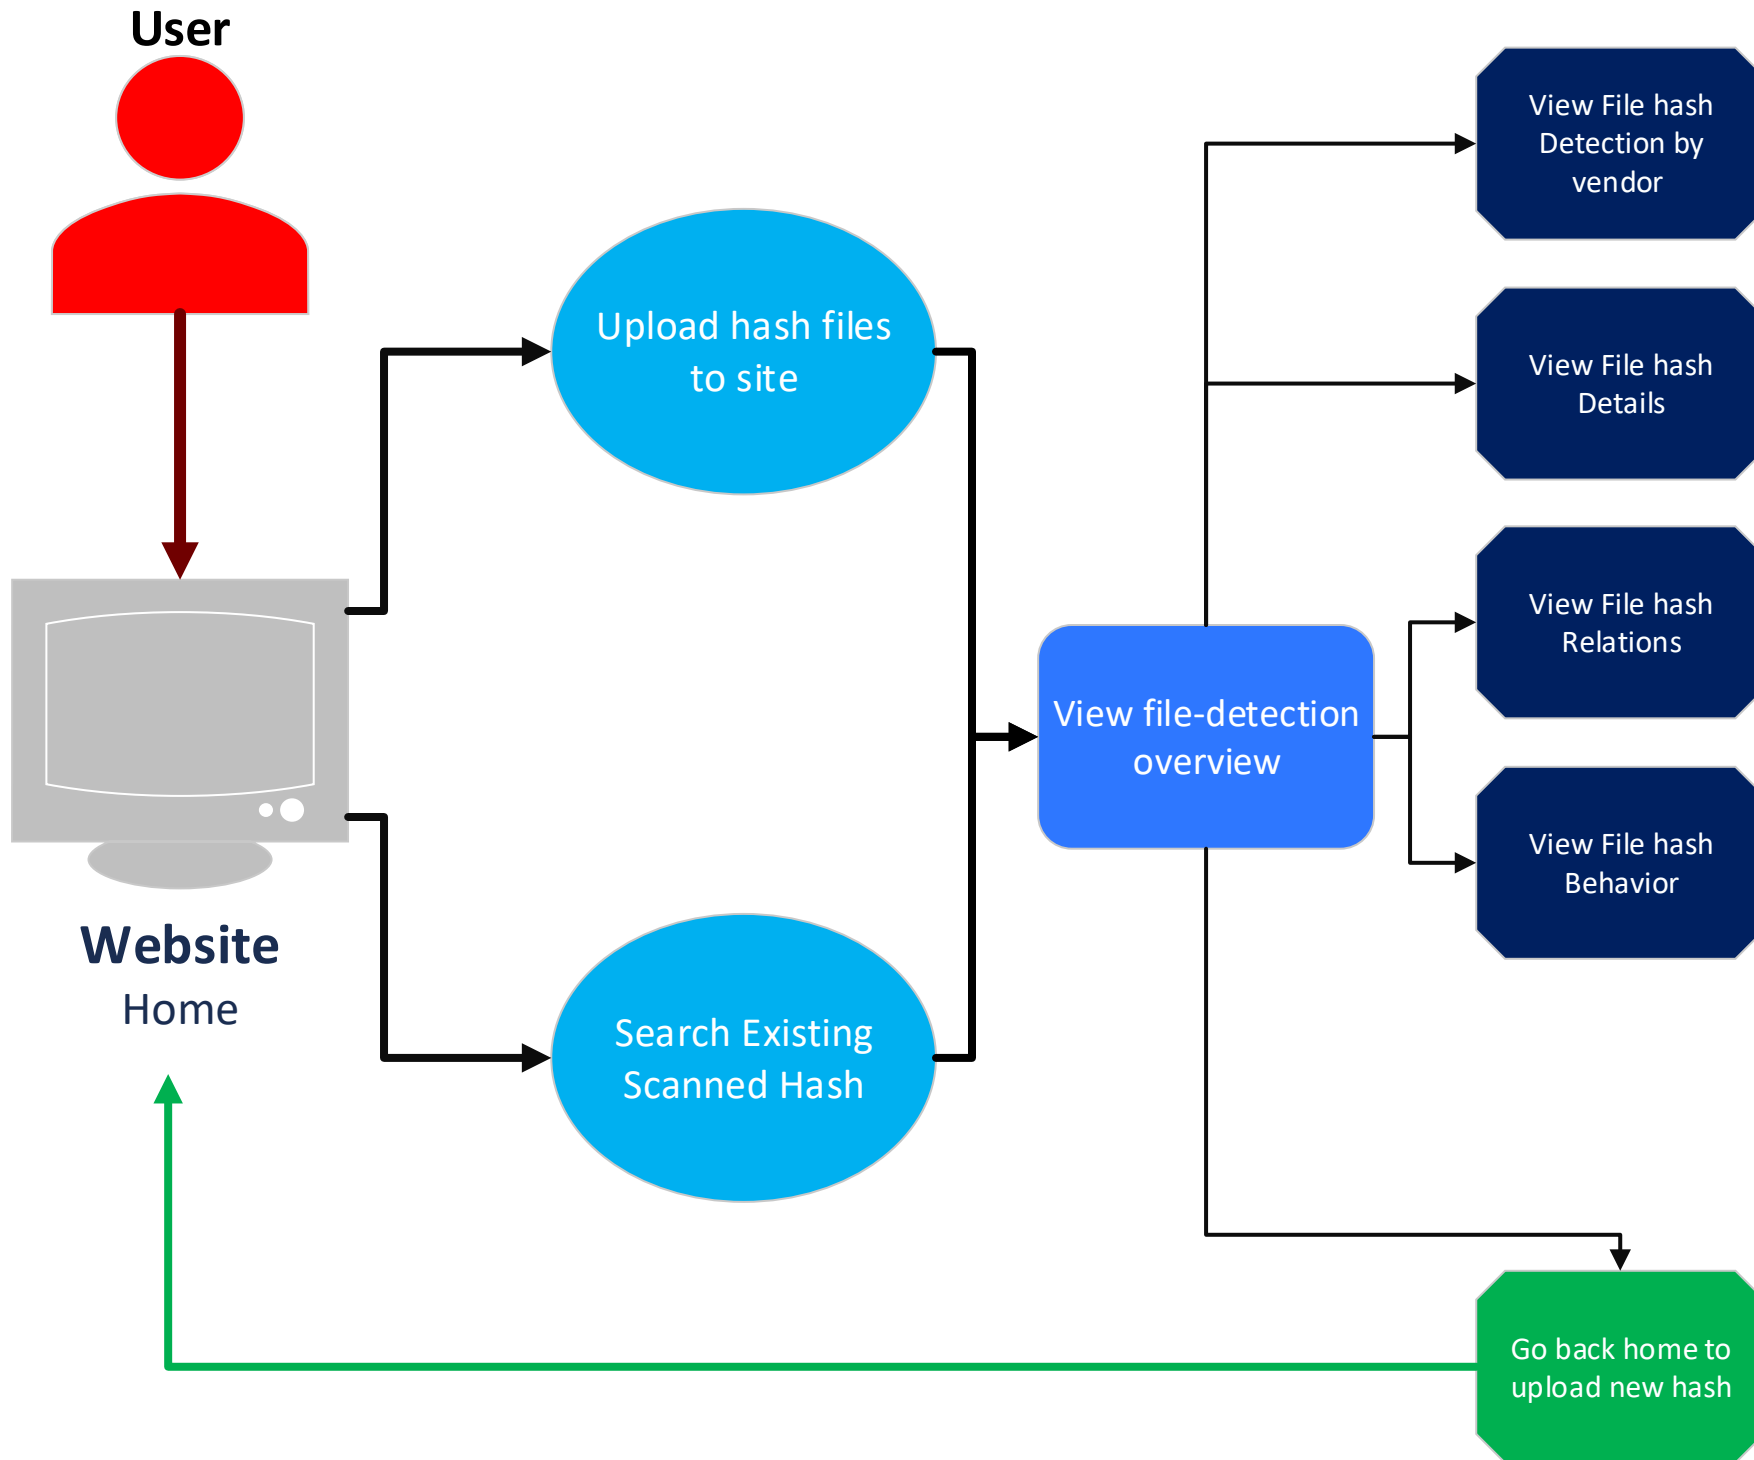 User
Website
Home
Upload hash files
to site
Search Existing
Scanned Hash
View file-detection
overview
View File hash
Detection by
vendor
View File hash
Details
View File hash
Relations
View File hash
Behavior
Go back home to
upload new hash